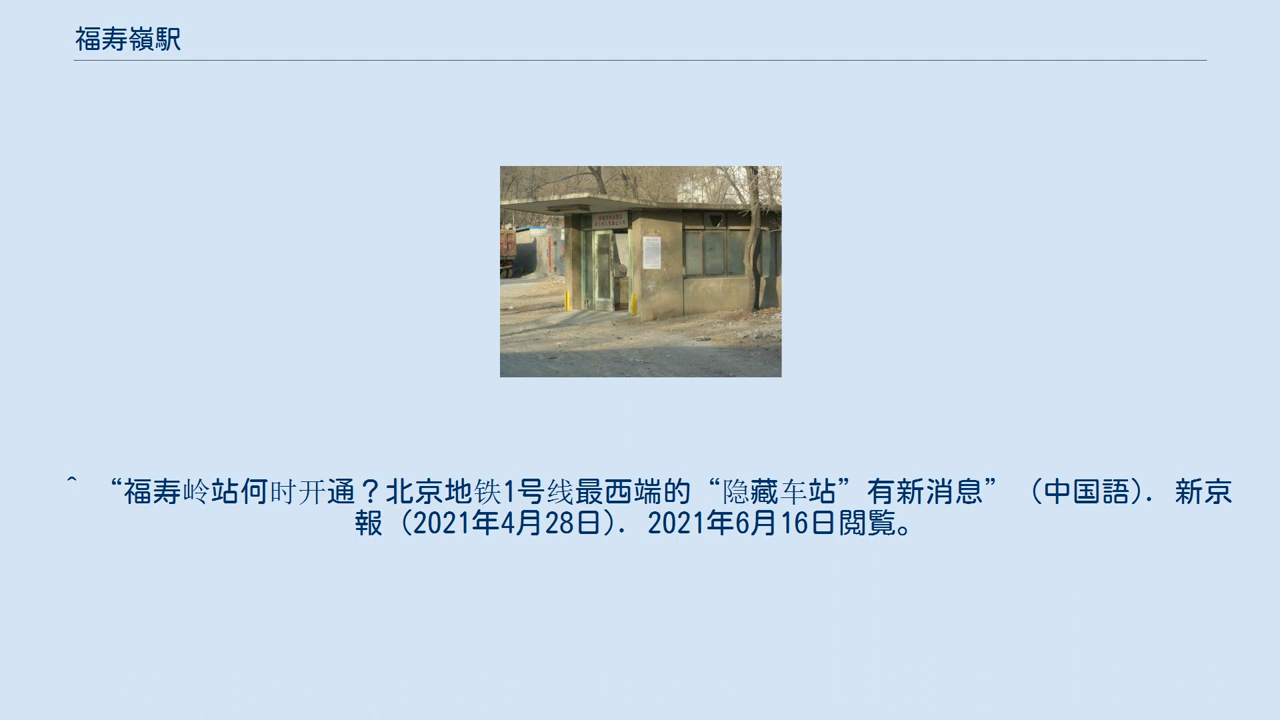 福寿嶺駅
^ “福寿岭站何时开通？北京地铁1号线最西端的“隐藏车站”有新消息” （中国語）. 新京
報 (2021年4月28日). 2021年6月16日閲覧。